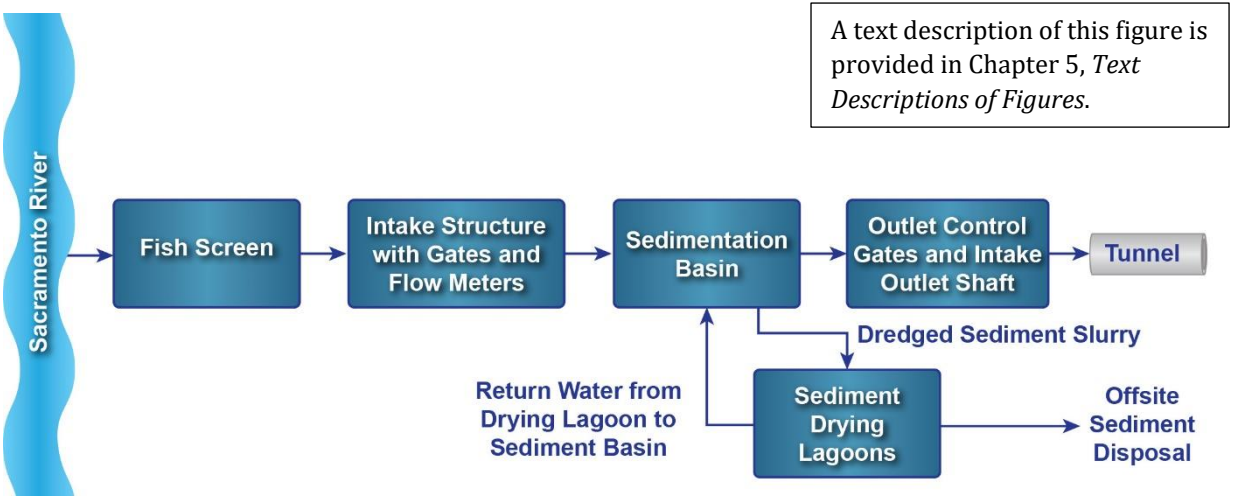 A text description of this figure is
provided in Chapter 5, Text
Descriptions of Figures.
Sacramento River
Fish Screen
Intake Structure
with Gates and
Flow Meters
Sedimentation
Basin
Outlet Control
Gates and Intake
Outlet Shaft
Tunnel
Dredged Sediment Slurry
Return Water from
Drying Lagoon to
Sediment Basin
Sediment
Drying
Lagoons
Offsite
Sediment
Disposal